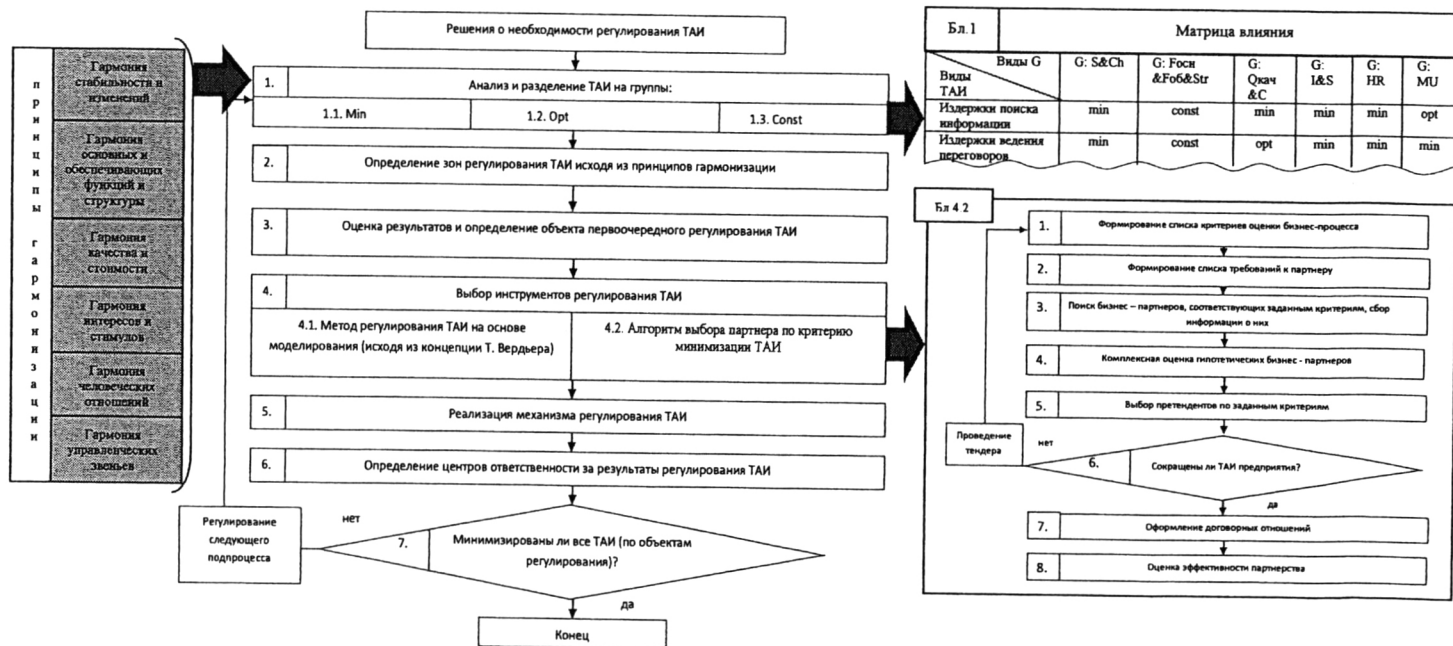 принципы гармонизации
Гармония
стабильности и
изменений
Гармония
основных и
обеспечивающих
функций и
структуры
Гармония
качества и
стоимости
Гармония
интересов и
стимулов
Гармония
человеческих
отношений
Гармония
управленческих
звеньев
Решения о необходимости регулирования ТАИ
1.
Анализ и разделение ТАИ на группы:
1.1. Min
1.2. Opt
1.3. Const
2.
Определение зон регулирования ТАИ исходя из принципов гармонизации
3.
Оценка результатов и определение объекта первоочередного регулирования ТАИ
4.
Выбор инструментов регулирования ТАИ
4.1. Метод регулирования ТАИ на основе
моделирования (исходя из концепции Т. Вердьера)
4.2. Алгоритм выбора партнера по критерию
минимизации ТАИ
5.
Реализация механизма регулирования ТАИ
6.
Определение центров ответственности за результаты регулирования ТАИ
Регулирование
следующего
подпроцесса
нет
7.
Минимизированы ли все ТАИ (по объектам
регулирования)?
да
Конец
Бл.1
Матрица влияния
Виды G
Виды
ТАИ
G: S&Ch
G: Fосн
&Fоб&Str
G:
Qкач
&C
G:
I&S
G:
HR
G:
MU
Издержки поиска
информации
min
const
min
min
min
opt
Издержки ведения
переговоров
min
const
opt
min
min
min
Бл 4.2
1.
Формирование списка критериев оценки бизнес-процесса
2.
Формирование списка требований к партнеру
3.
Поиск бизнес – партнеров, соответствующих заданным критериям, сбор
информации о них
4.
Комплексная оценка гипотетических бизнес - партнеров
5.
Выбор претендентов по заданным критериям
Проведение
тендера
нет
6.
Сокращены ли ТАИ предприятия?
да
7.
Оформление договорных отношений
8.
Оценка эффективности партнерства